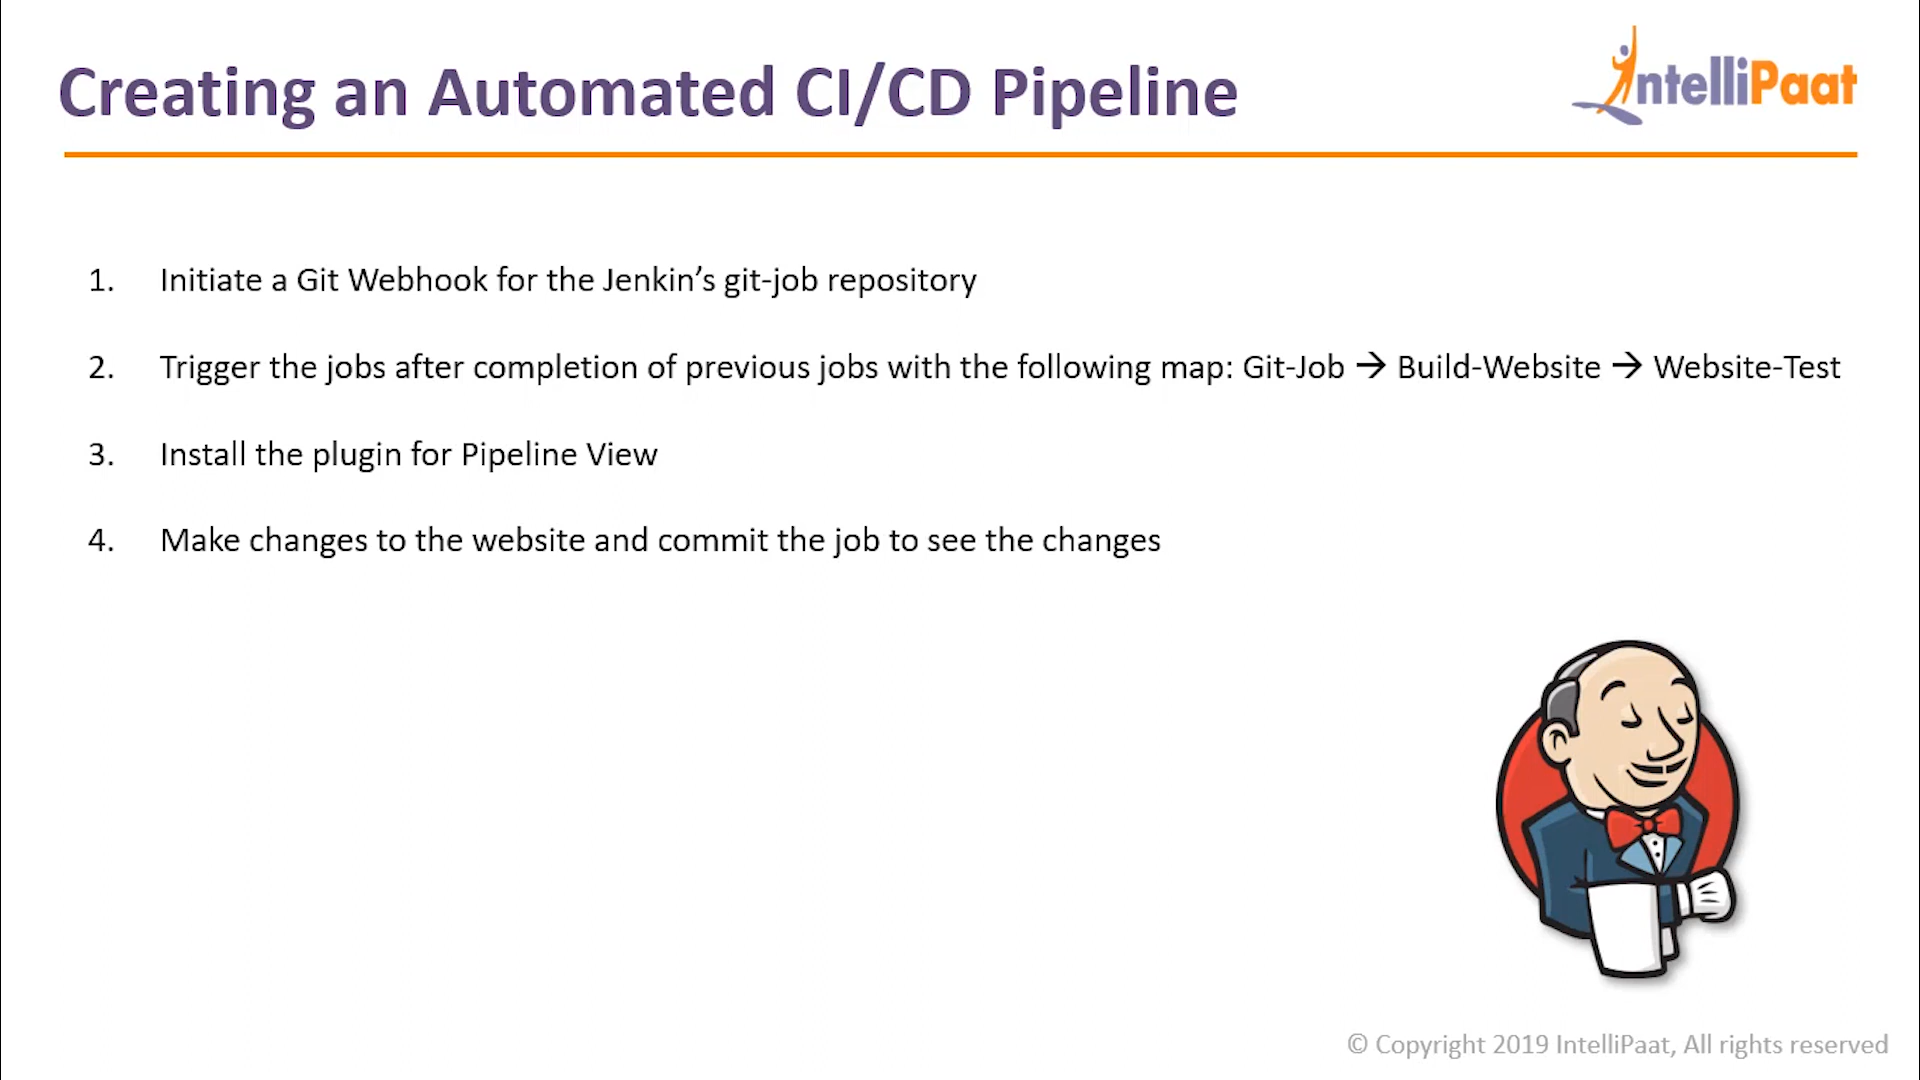 Creating an Automated CI/CD Pipeline
IntelliPaat
1. Initiate a Git Webhook for the Jenkin’s git-job repository
2. Trigger the jobs after completion of previous jobs with the following map: Git-Job → Build-Website → Website-Test
3. Install the plugin for Pipeline View
4. Make changes to the website and commit the job to see the changes
© Copyright 2019 IntelliPaat, All rights reserved